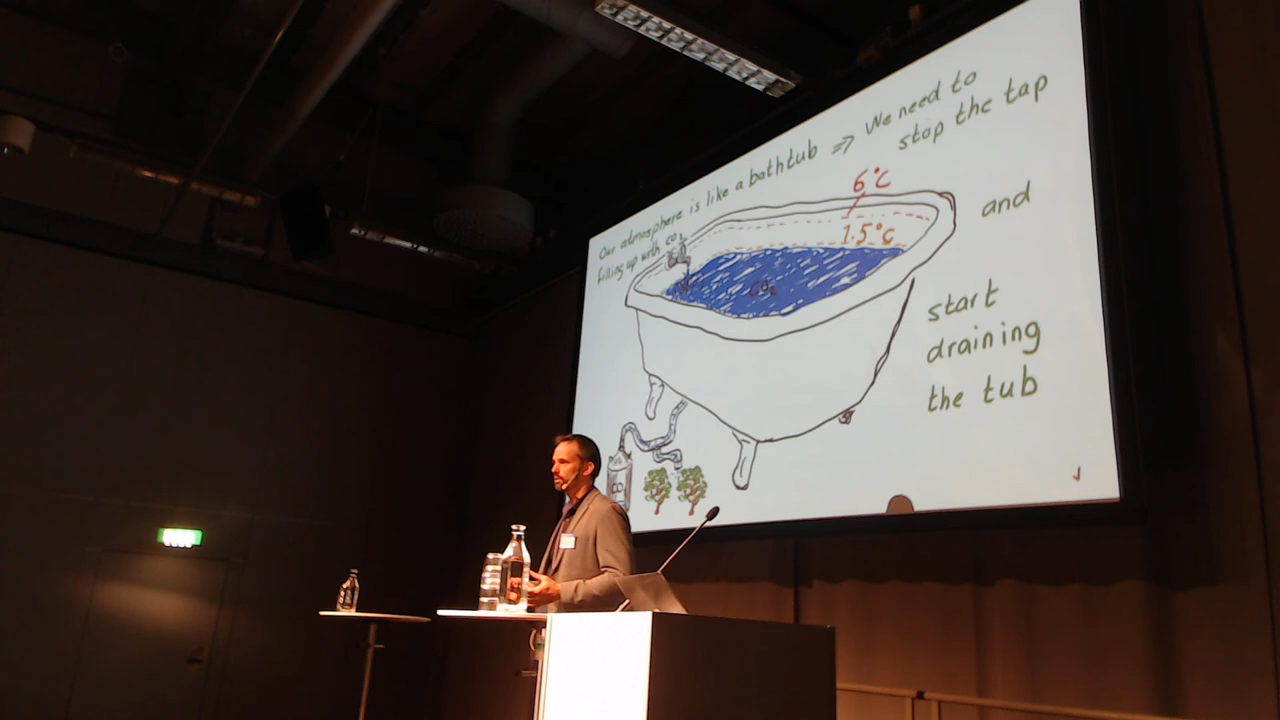 Our atmosphere is like a bathtub ⇒ We need to
filling up with CO₂
stop the tap
6°C
and
1.5°C
CO₂
start
draining
the tub
CO₂